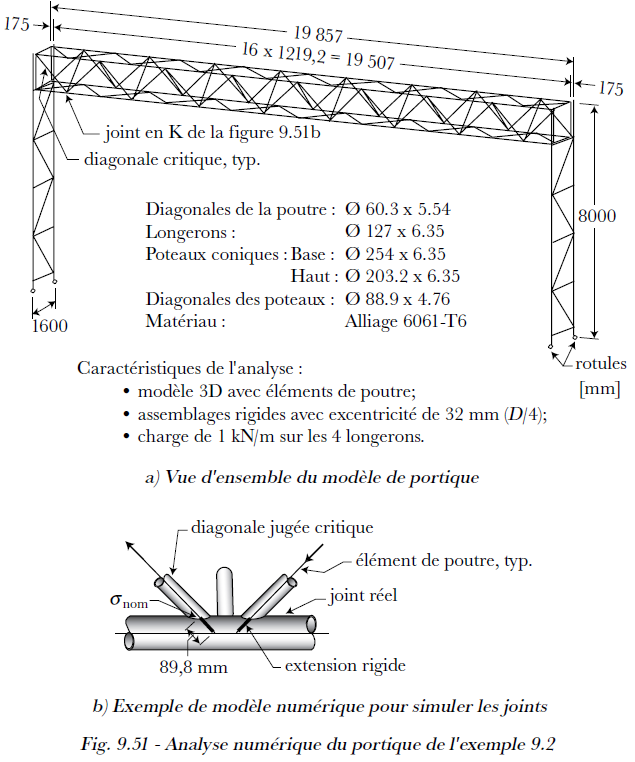 19 857
175
16 x 1219,2 = 19 507
175
joint en K de la figure 9.51b
diagonale critique, typ.
Diagonales de la poutre : Ø 60.3 x 5.54
Longerons : Ø 127 x 6.35
Poteaux coniques : Base : Ø 254 x 6.35
Haut : Ø 203.2 x 6.35
Diagonales des poteaux : Ø 88.9 x 4.76
Matériau : Alliage 6061-T6
8000
1600
rotules
[mm]
Caractéristiques de l'analyse :
• modèle 3D avec éléments de poutre;
• assemblages rigides avec excentricité de 32 mm (D/4);
• charge de 1 kN/m sur les 4 longerons.
a) Vue d'ensemble du modèle de portique
diagonale jugée critique
élément de poutre, typ.
σnom
joint réel
89,8 mm
extension rigide
b) Exemple de modèle numérique pour simuler les joints
Fig. 9.51 - Analyse numérique du portique de l'exemple 9.2